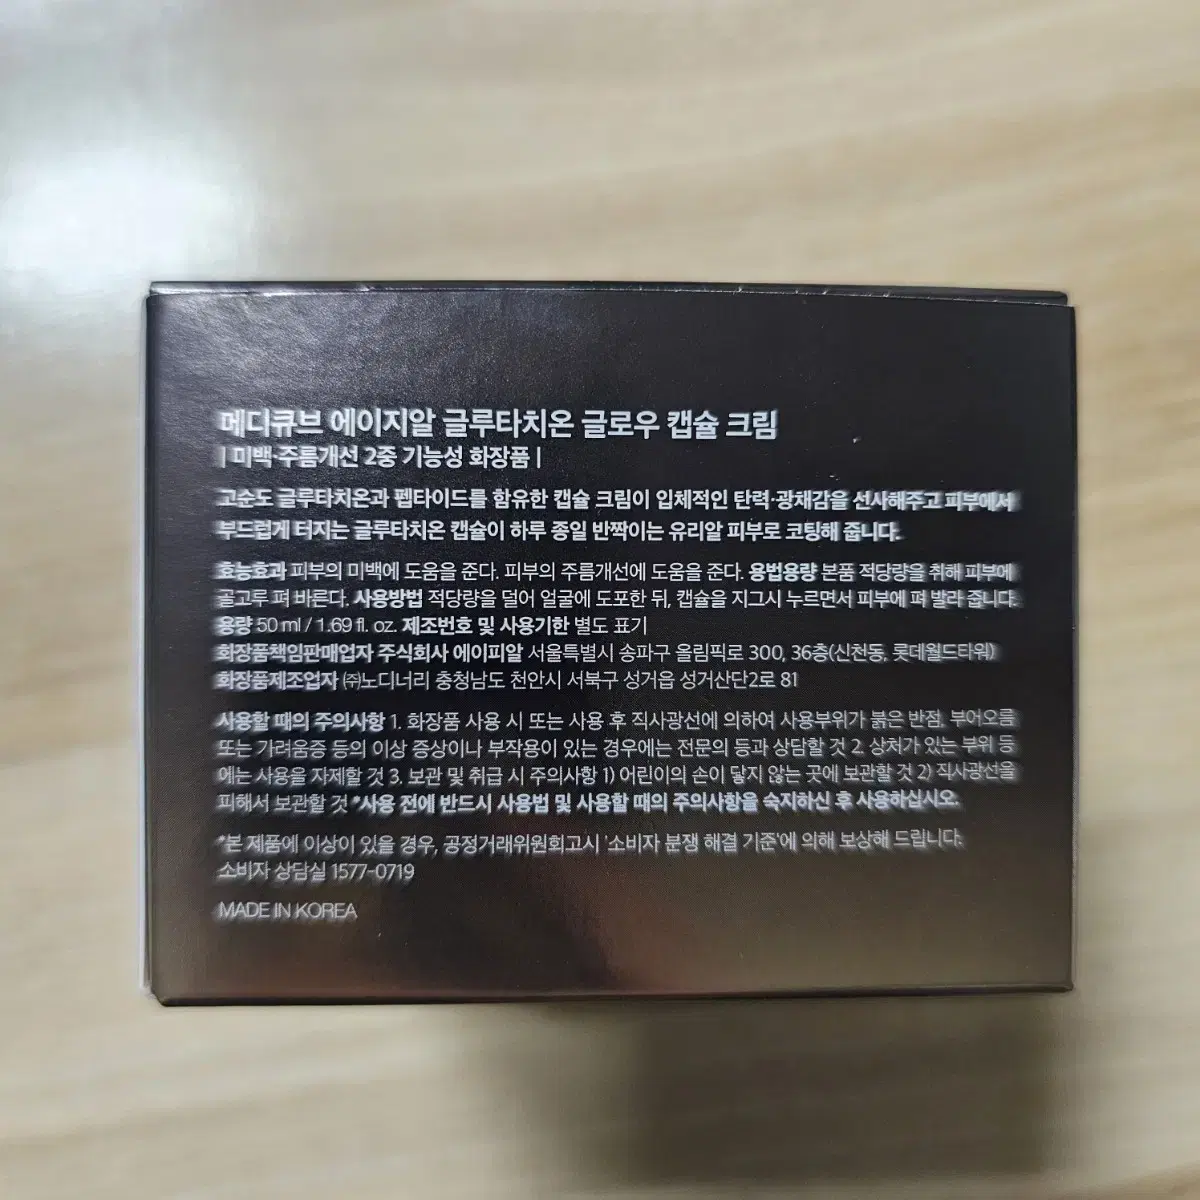 메디큐브 에이지알 글루타치온 글로우 캡슐 크림
| 미백·주름개선 2중 기능성 화장품 |
고순도 글루타치온과 펩타이드를 함유한 캡슐 크림이 입체적인 탄력·광채감을 선사해주고 피부에서
부드럽게 터지는 글루타치온 캡슐이 하루 종일 반짝이는 유리알 피부로 코팅해 줍니다.
효능효과 피부의 미백에 도움을 준다. 피부의 주름개선에 도움을 준다. 용법용량 본품 적당량을 취해 피부에
골고루 펴 바른다. 사용방법 적당량을 덜어 얼굴에 도포한 뒤, 캡슐을 지그시 누르면서 피부에 펴 발라 줍니다.
용량 50 ml / 1.69 fl. oz. 제조번호 및 사용기한 별도 표기
화장품책임판매업자 주식회사 에이피알 서울특별시 송파구 올림픽로 300, 36층(신천동, 롯데월드타워)
화장품제조업자 ㈜노디너리 충청남도 천안시 서북구 성거읍 성거산단2로 81
사용할 때의 주의사항 1. 화장품 사용 시 또는 사용 후 직사광선에 의하여 사용부위가 붉은 반점, 부어오름
또는 가려움증 등의 이상 증상이나 부작용이 있는 경우에는 전문의 등과 상담할 것 2. 상처가 있는 부위 등
에는 사용을 자제할 것 3. 보관 및 취급 시 주의사항 1) 어린이의 손이 닿지 않는 곳에 보관할 것 2) 직사광선을
피해서 보관할 것 *사용 전에 반드시 사용법 및 사용할 때의 주의사항을 숙지하신 후 사용하십시오.
*본 제품에 이상이 있을 경우, 공정거래위원회고시 '소비자 분쟁 해결 기준'에 의해 보상해 드립니다.
소비자 상담실 1577-0719
MADE IN KOREA